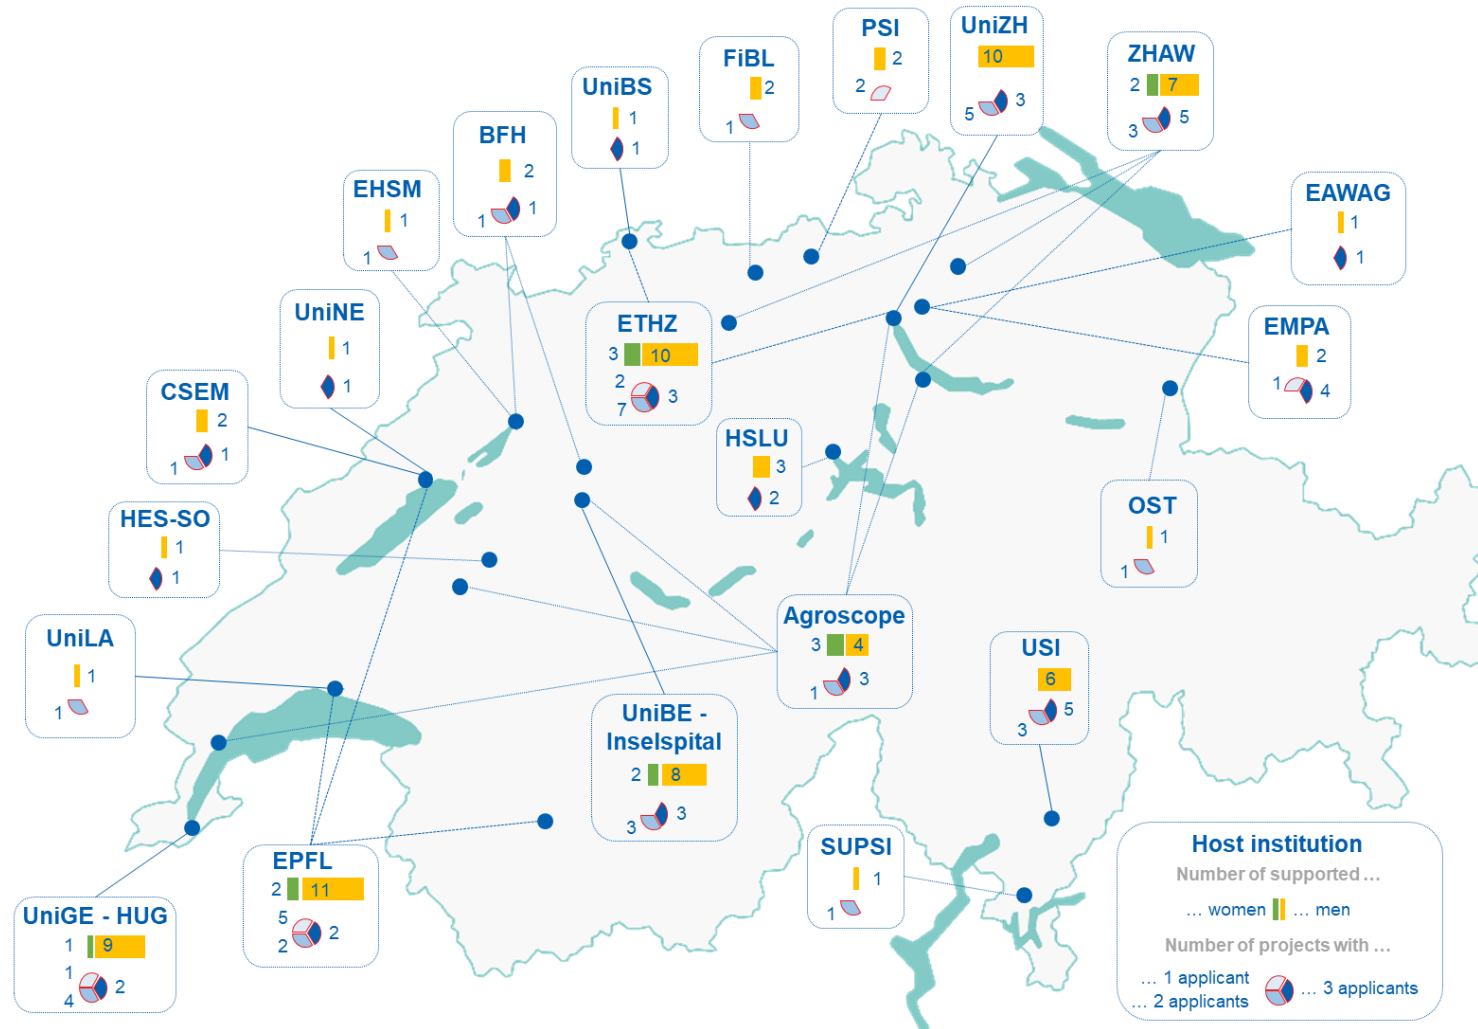 PSI
2
2
UniZH
10
5
3
ZHAW
2
7
3
5
FiBL
2
1
UniBS
1
1
BFH
2
1
1
EHSM
1
1
EAWAG
1
1
UniNE
1
1
ETHZ
3
10
2
7
3
EMPA
2
1
4
CSEM
2
1
1
HSLU
3
2
HES-SO
1
1
OST
1
1
UniLA
1
1
Agroscope
3
4
1
3
USI
6
3
5
UniBE -
Inselspital
2
8
3
3
SUPSI
1
1
EPFL
2
11
5
2
2
UniGE - HUG
1
9
1
4
2
Host institution
Number of supported ...
... women ... men
Number of projects with ...
... 1 applicant
... 2 applicants
... 3 applicants